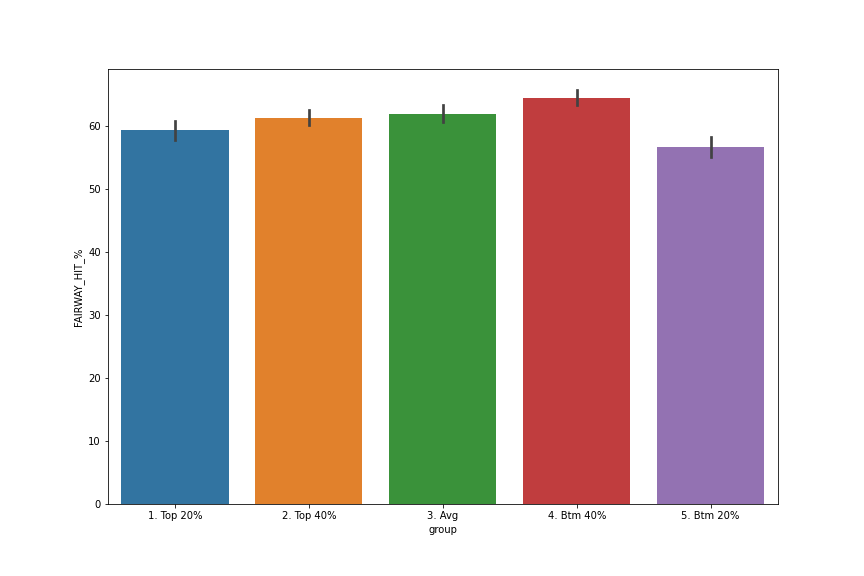 FAIRWAY_HIT_%
60
50
40
30
20
10
0
1. Top 20%
2. Top 40%
3. Avg
4. Btm 40%
5. Btm 20%
group